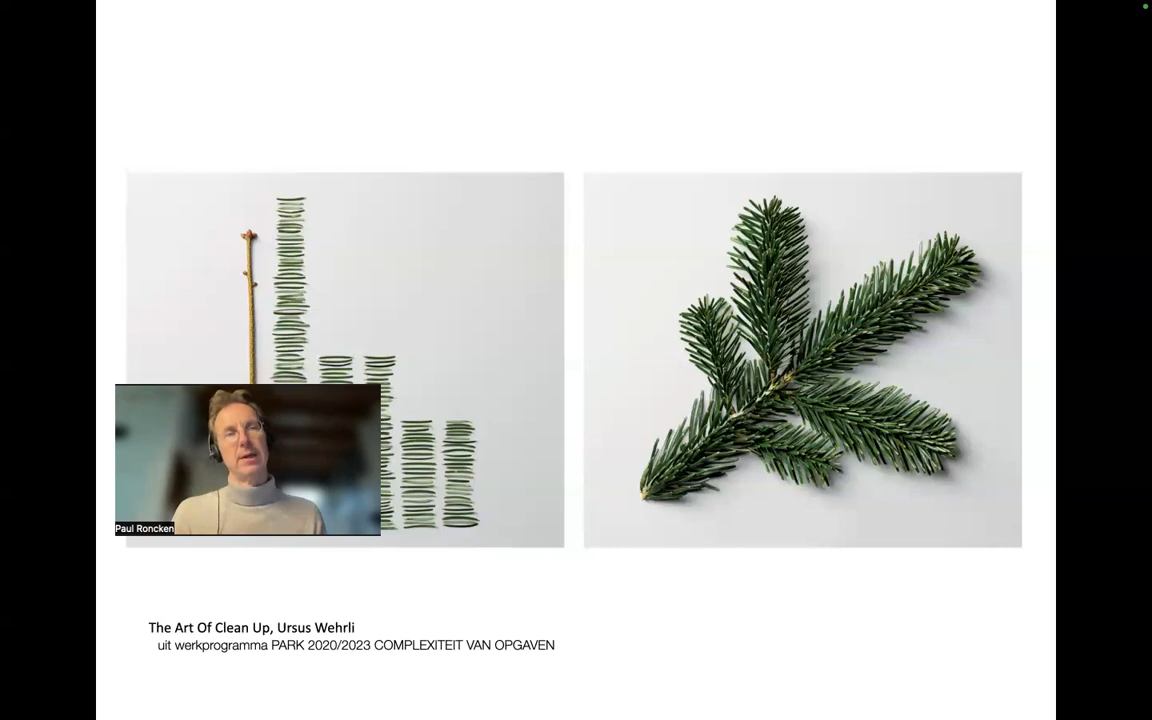 Paul Roncken
The Art Of Clean Up, Ursus Wehrli
uit werkprogramma PARK 2020/2023 COMPLEXITEIT VAN OPGAVEN